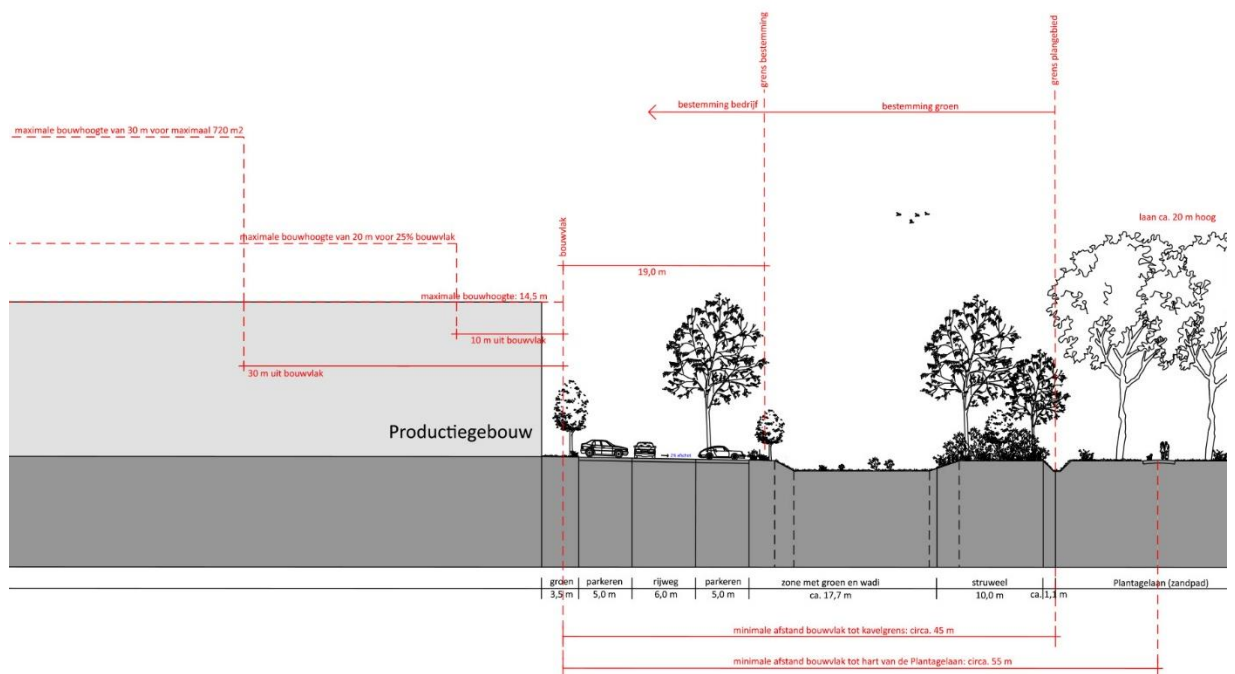 grens bestemming
grens plangebied
bestemming bedrijf
bestemming groen
maximale bouwhoogte van 30 m voor maximaal 720 m2
laan ca. 20 m hoog
bouwvlak
maximale bouwhoogte van 20 m voor 25% bouwvlak
19,0 m
maximale bouwhoogte: 14,5 m
10 m uit bouwvlak
30 m uit bouwvlak
Productiegebouw
groen
parkeren
rijweg
parkeren
zone met groen en wadi
struweel
Plantagelaan (zandpad)
3,5 m
5,0 m
6,0 m
5,0 m
ca. 17,7 m
10,0 m
ca. 1,1 m
minimale afstand bouwvlak tot kavelgrens: circa. 45 m
minimale afstand bouwvlak tot hart van de Plantagelaan: circa. 55 m